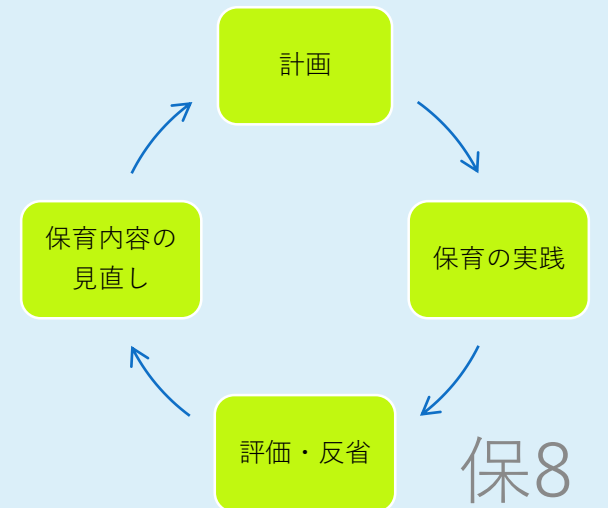 計画
保育の実践
評価・反省
保育内容の
見直し
保8